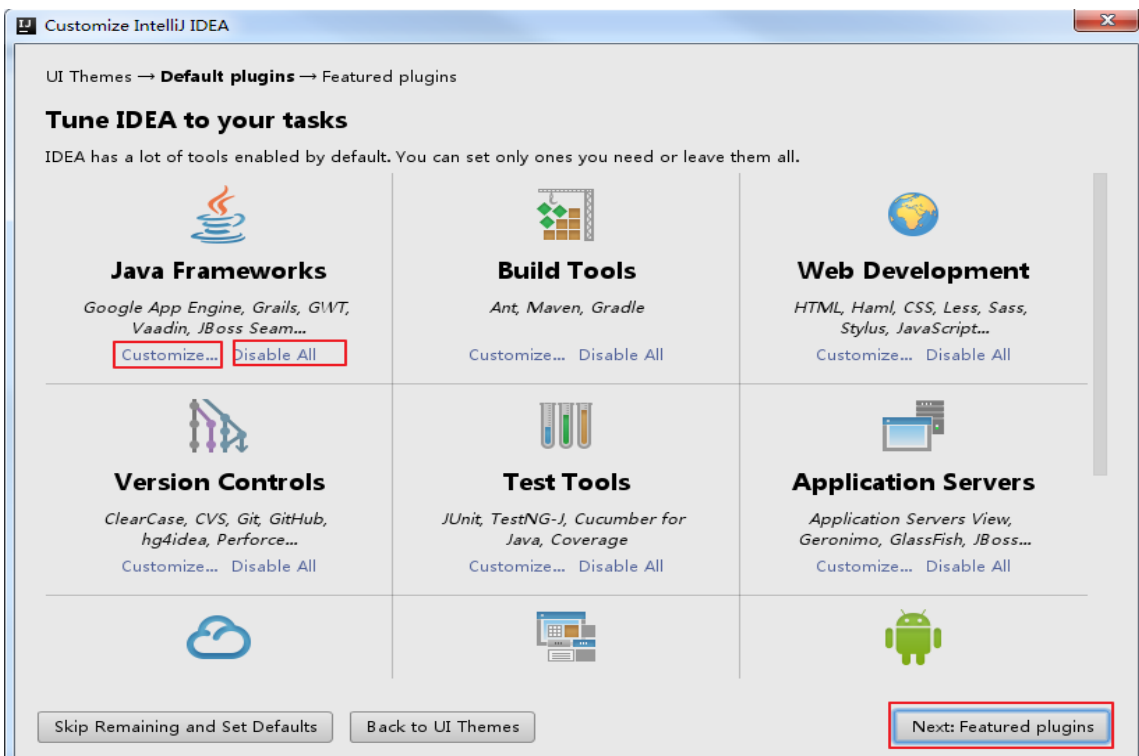 Customize IntelliJ IDEA
UI Themes → Default plugins → Featured plugins
Tune IDEA to your tasks
IDEA has a lot of tools enabled by default. You can set only ones you need or leave them all.
Java Frameworks
Google App Engine, Grails, GWT,
Vaadin, JBoss Seam...
Customize... Disable All
Build Tools
Ant, Maven, Gradle
Customize... Disable All
Web Development
HTML, Haml, CSS, Less, Sass,
Stylus, JavaScript...
Customize... Disable All
Version Controls
ClearCase, CVS, Git, GitHub,
hg4idea, Perforce...
Customize... Disable All
Test Tools
JUnit, TestNG-J, Cucumber for
Java, Coverage
Customize... Disable All
Application Servers
Application Servers View,
Geronimo, GlassFish, JBoss...
Customize... Disable All
Skip Remaining and Set Defaults
Back to UI Themes
Next: Featured plugins